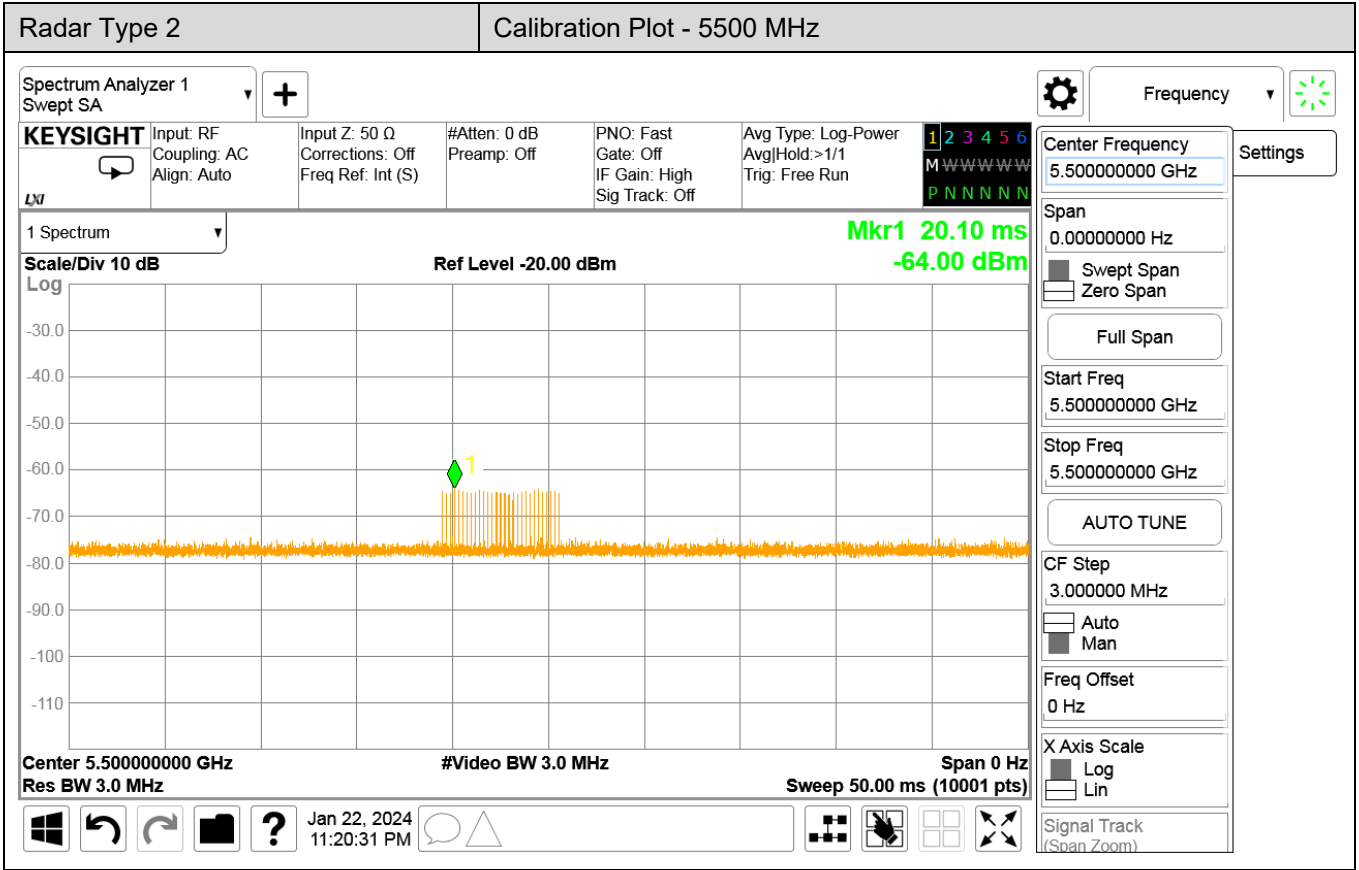 Radar Type 2
Calibration Plot - 5500 MHz
Spectrum Analyzer 1
Swept SA
Frequency
KEYSIGHT
LXI
Input: RF
Coupling: AC
Align: Auto
Input Z: 50 Ω
Corrections: Off
Freq Ref: Int (S)
#Atten: 0 dB
Preamp: Off
PNO: Fast
Gate: Off
IF Gain: High
Sig Track: Off
Avg Type: Log-Power
Avg|Hold:>1/1
Trig: Free Run
1 2 3 4 5 6
M W W W W W
P N N N N N
Settings
1 Spectrum
Mkr1 20.10 ms
-64.00 dBm
Scale/Div 10 dB
Ref Level -20.00 dBm
Log
-30.0
-40.0
-50.0
-60.0
-70.0
-80.0
-90.0
-100
-110
1
Center 5.500000000 GHz
#Video BW 3.0 MHz
Span 0 Hz
Res BW 3.0 MHz
Sweep 50.00 ms (10001 pts)
Center Frequency
5.500000000 GHz
Span
0.00000000 Hz
Swept Span
Zero Span
Full Span
Start Freq
5.500000000 GHz
Stop Freq
5.500000000 GHz
AUTO TUNE
CF Step
3.000000 MHz
Auto
Man
Freq Offset
0 Hz
X Axis Scale
Log
Lin
Signal Track
(Span Zoom)
?
Jan 22, 2024
11:20:31 PM